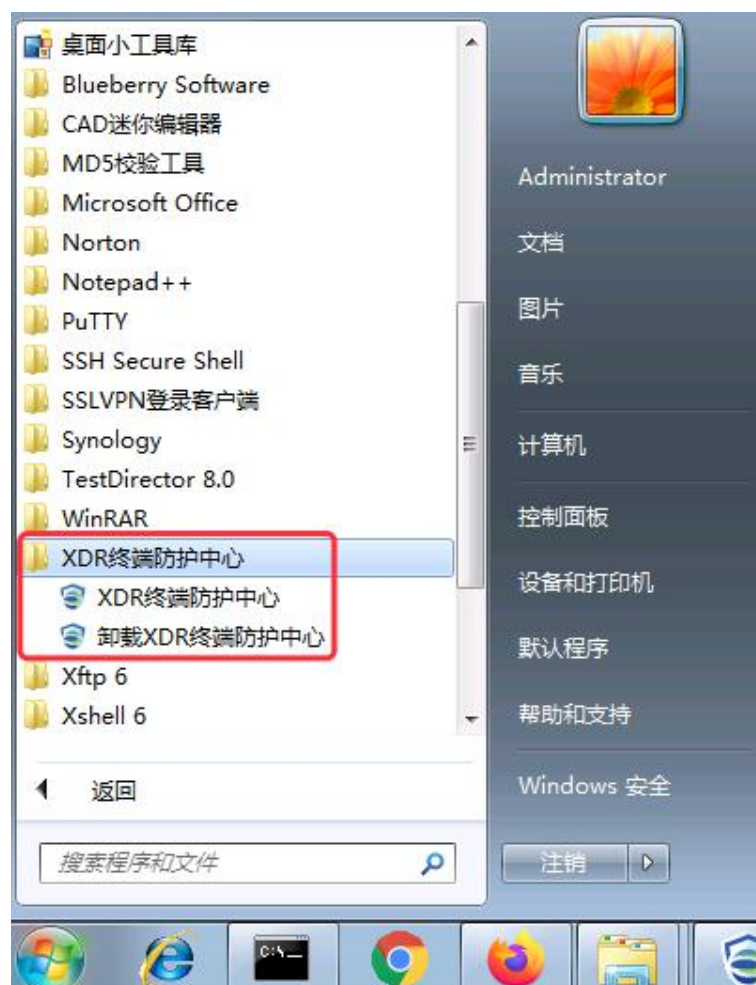 桌面小工具库
Blueberry Software
CAD迷你编辑器
MD5校验工具
Microsoft Office
Norton
Notepad++
PuTTY
SSH Secure Shell
SSLVPN登录客户端
Synology
TestDirector 8.0
WinRAR
XDR终端防护中心
XDR终端防护中心
卸载XDR终端防护中心
Xftp 6
Xshell 6
返回
搜索程序和文件
Administrator
文档
图片
音乐
计算机
控制面板
设备和打印机
默认程序
帮助和支持
Windows 安全
注销
C:\_